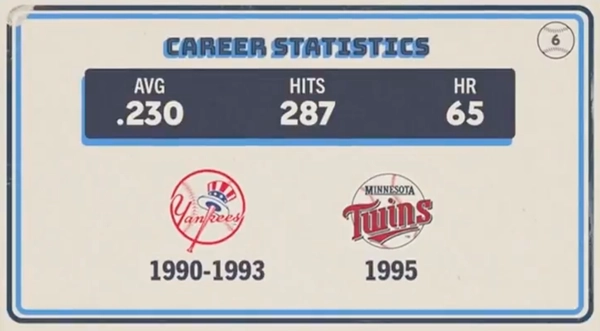 CAREER STATISTICS
6
AVG HITS HR
.230 287 65
Yankees
MINNESOTA
Twins
1990-1993 1995